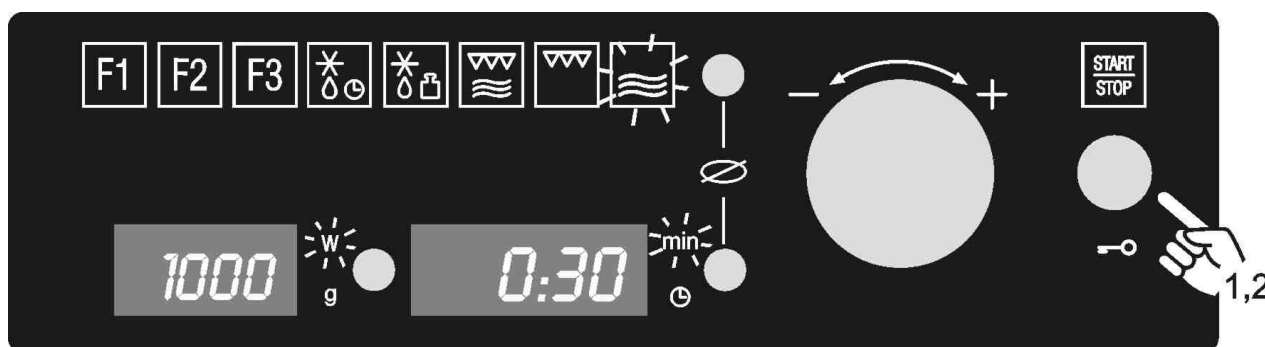 F1 F2 F3
START
STOP
− +
W
1000
g
min
0:30
1,2